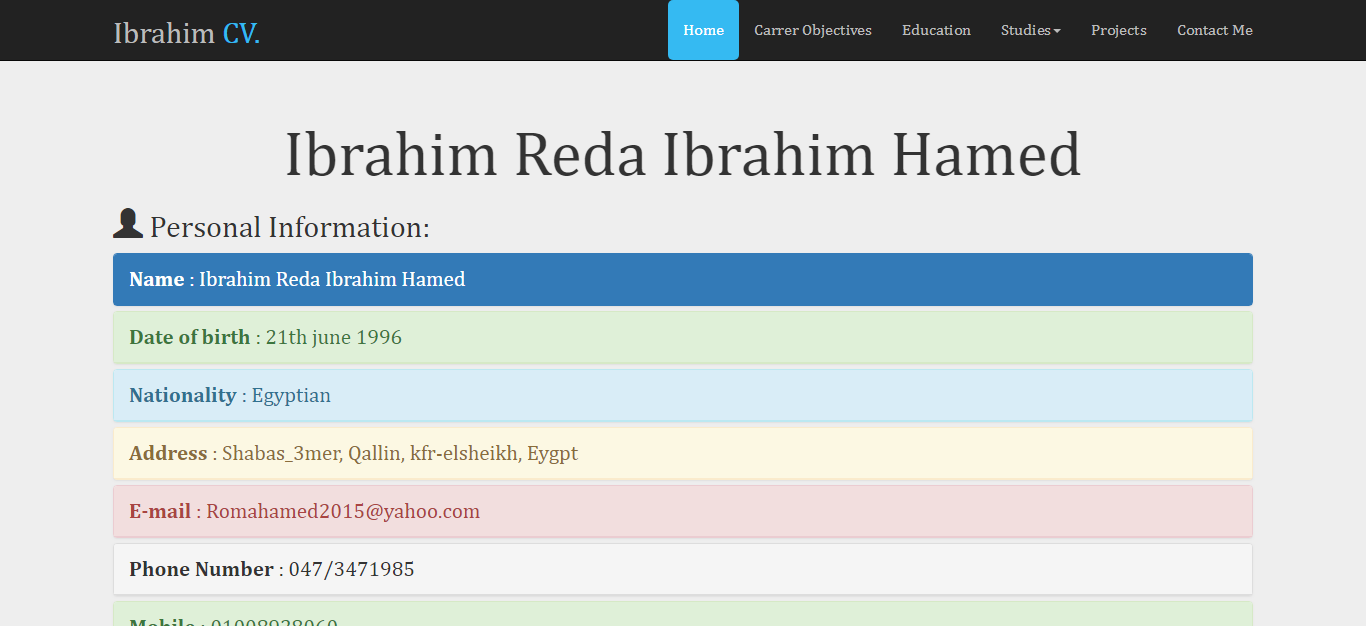 Ibrahim CV.
Home Carrer Objectives Education Studies Projects Contact Me
Ibrahim Reda Ibrahim Hamed
Personal Information:
Name : Ibrahim Reda Ibrahim Hamed
Date of birth : 21th june 1996
Nationality : Egyptian
Address : Shabas_3mer, Qallin, kfr-elsheikh, Eygpt
E-mail : Romahamed2015@yahoo.com
Phone Number : 047/3471985
Mobile :